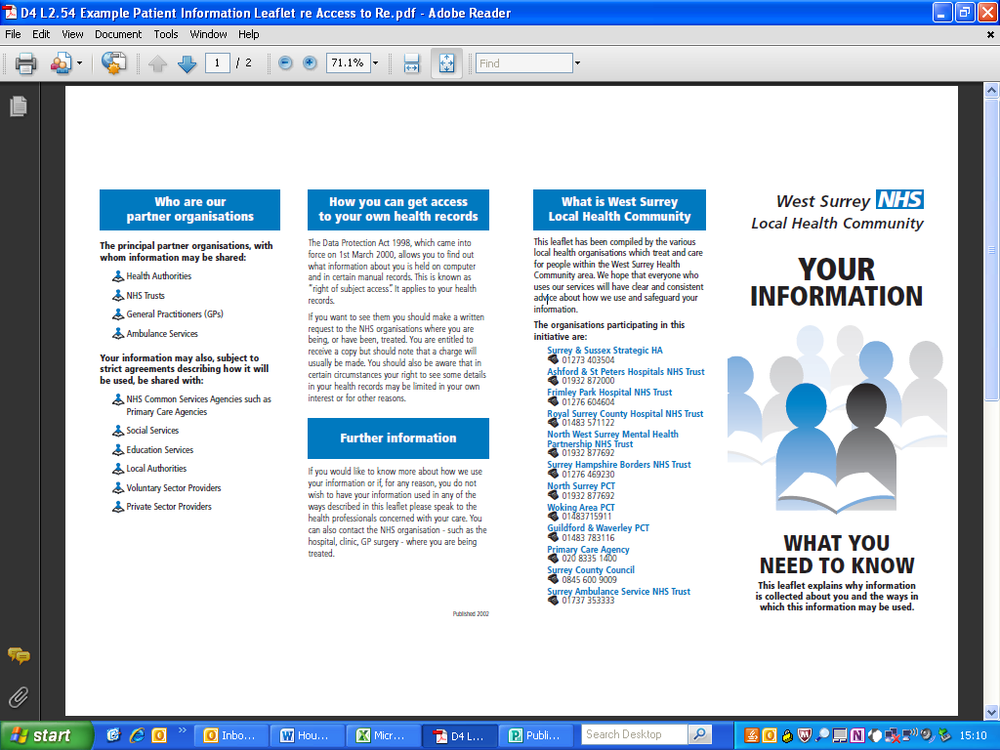 D4 L2.54 Example Patient Information Leaflet re Access to Re.pdf - Adobe Reader
File Edit View Document Tools Window Help
1 / 2 71.1% Find
Who are our
partner organisations
The principal partner organisations, with
whom information may be shared:
Health Authorities
NHS Trusts
General Practitioners (GPs)
Ambulance Services
Your information may also, subject to
strict agreements describing how it will
be used, be shared with:
NHS Common Services Agencies such as
Primary Care Agencies
Social Services
Education Services
Local Authorities
Voluntary Sector Providers
Private Sector Providers
How you can get access
to your own health records
The Data Protection Act 1998, which came into
force on 1st March 2000, allows you to find out
what information about you is held on computer
and in certain manual records. This is known as
"right of subject access". It applies to your health
records.
If you want to see them you should make a written
request to the NHS organisations where you are
being, or have been, treated. You are entitled to
receive a copy but should note that a charge will
usually be made. You should also be aware that in
certain circumstances your right to see some details
in your health records may be limited in your own
interest or for other reasons.
Further information
If you would like to know more about how we use
your information or if, for any reason, you do not
wish to have your information used in any of the
ways described in this leaflet please speak to the
health professionals concerned with your care. You
can also contact the NHS organisation - such as the
hospital, clinic, GP surgery - where you are being
treated.
Published 2002
What is West Surrey
Local Health Community
This leaflet has been compiled by the various
local health organisations which treat and care
for people within the West Surrey Health
Community area. We hope that everyone who
uses our services will have clear and consistent
advice about how we use and safeguard your
information.
The organisations participating in this
initiative are:
Surrey & Sussex Strategic HA
01273 403504
Ashford & St Peters Hospitals NHS Trust
01932 872000
Frimley Park Hospital NHS Trust
01276 604604
Royal Surrey County Hospital NHS Trust
01483 571122
North West Surrey Mental Health
Partnership NHS Trust
01932 877692
Surrey Hampshire Borders NHS Trust
01276 469230
North Surrey PCT
01932 877692
Woking Area PCT
01483715911
Guildford & Waverley PCT
01483 783116
Primary Care Agency
020 8335 1400
Surrey County Council
0845 600 9009
Surrey Ambulance Service NHS Trust
01737 353333
West Surrey NHS
Local Health Community
YOUR
INFORMATION
WHAT YOU
NEED TO KNOW
This leaflet explains why information
is collected about you and the ways in
which this information may be used.
start Inbo... Hou... Micr... D4 L... Publi... Search Desktop 15:10